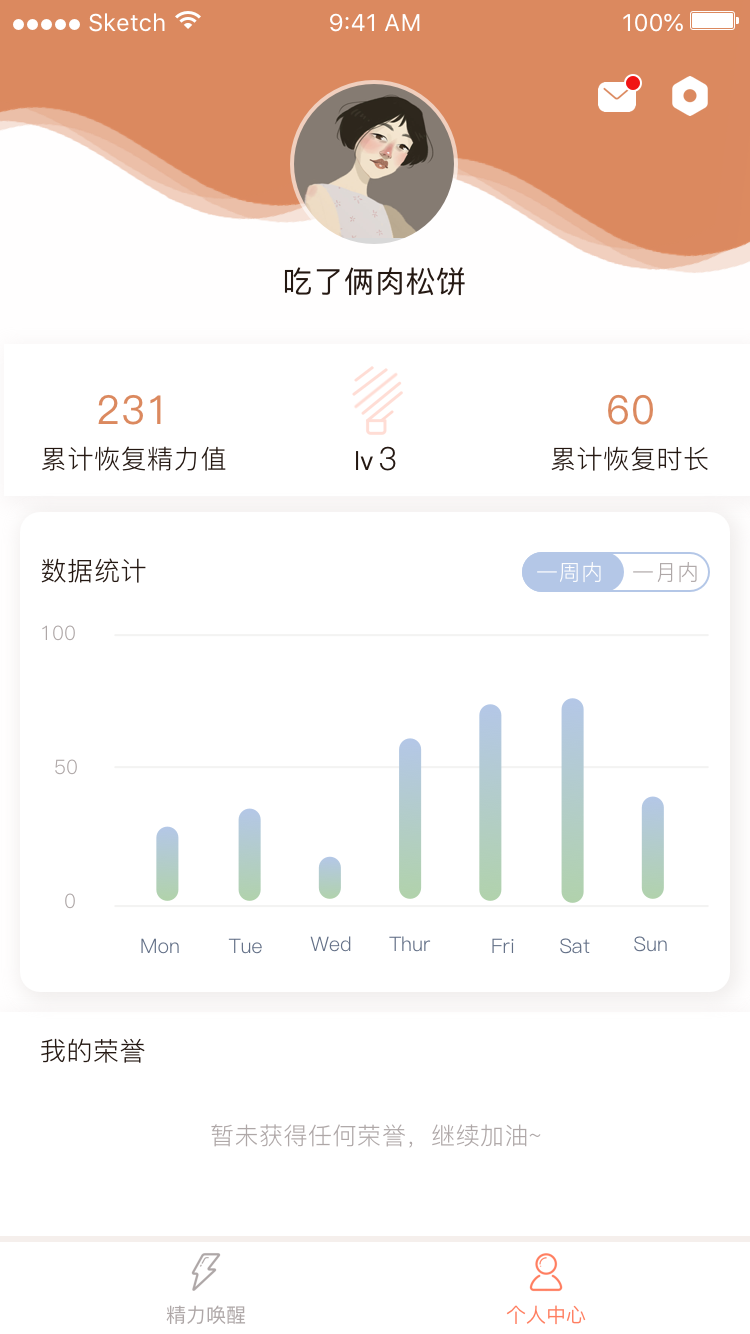 Sketch 9:41 AM 100%
吃了俩肉松饼
231 60
累计恢复精力值 lv 3 累计恢复时长
数据统计 一周内 一月内
100
50
0
Mon Tue Wed Thur Fri Sat Sun
我的荣誉
暂未获得任何荣誉，继续加油~
精力唤醒 个人中心